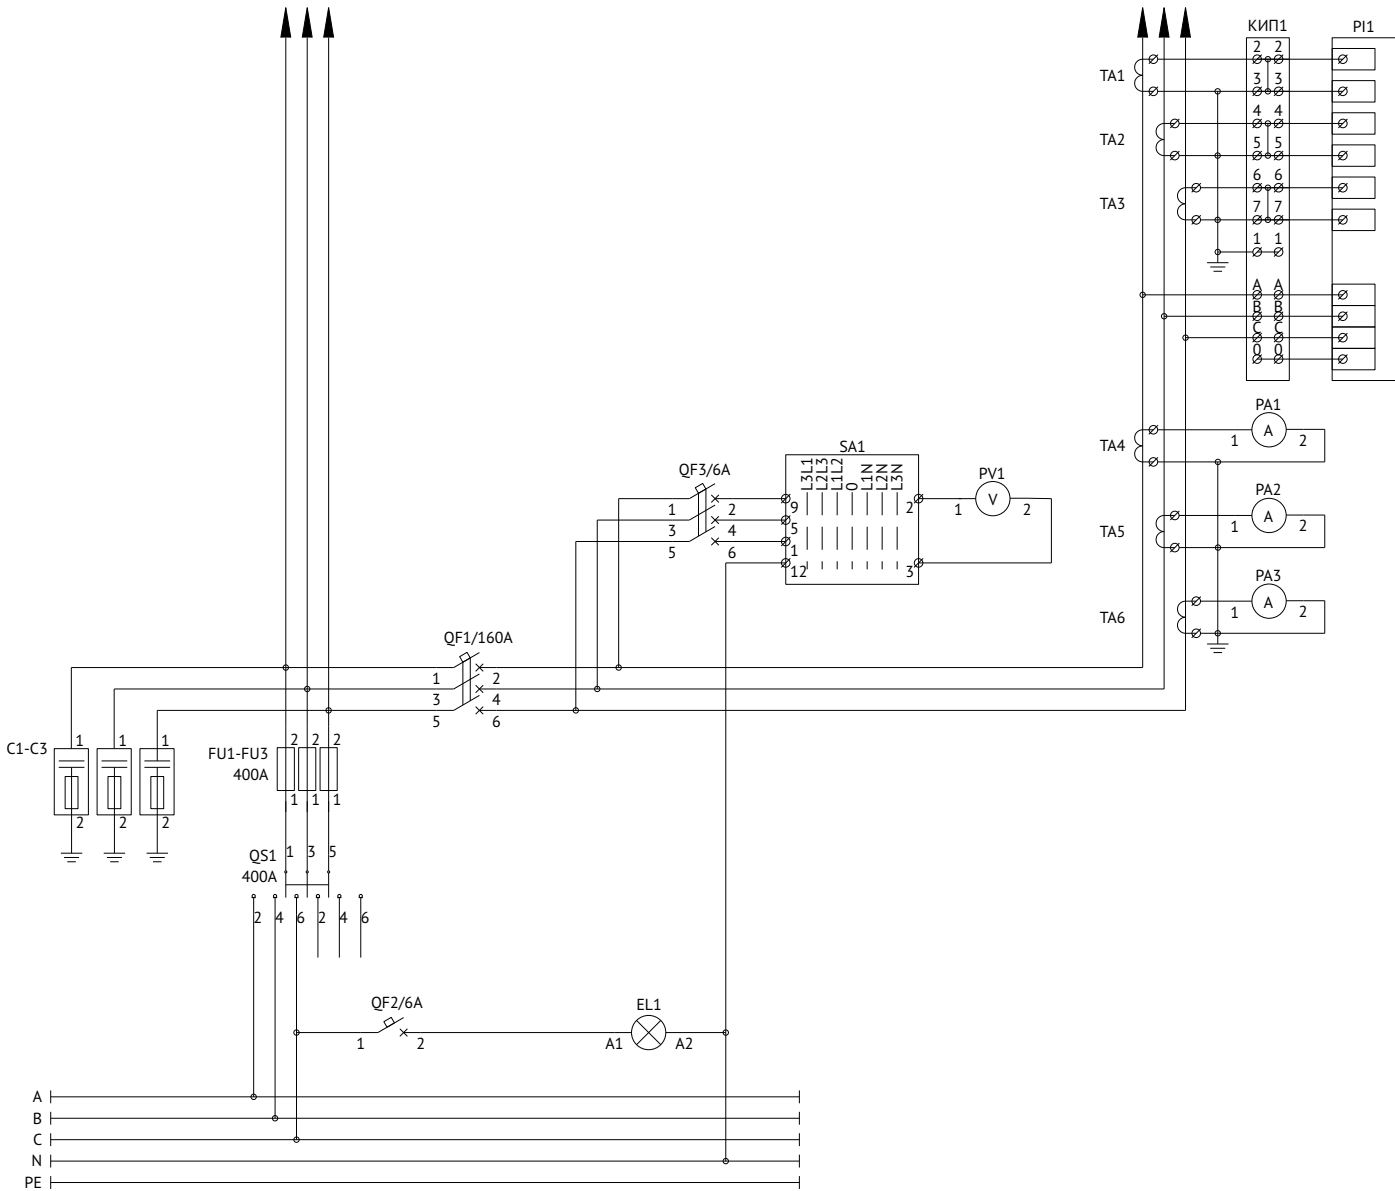 КИП1 PI1
2 2
TA1
3 3
4 4
TA2
5 5
6 6
TA3
7 7
1 1
A A
B B
C C
0 0
PA1
1 A 2
TA4
SA1
QF3/6A
L3L1 L2L3 L1L2 0 L1N L2N L3N
PV1
1 2 9 2 1 V 2
PA2
1 A 2
3 4 5
TA5
5 6 1
12 3
PA3
1 A 2
TA6
QF1/160A
1 2
3 4
5 6
C1-C3 1 1 1
FU1-FU3 2 2 2
400A
1 1 1
2 2 2
QS1 1 3 5
400A
2 4 6 2 4 6
QF2/6A EL1
1 2 A1 A2
A
B
C
N
PE